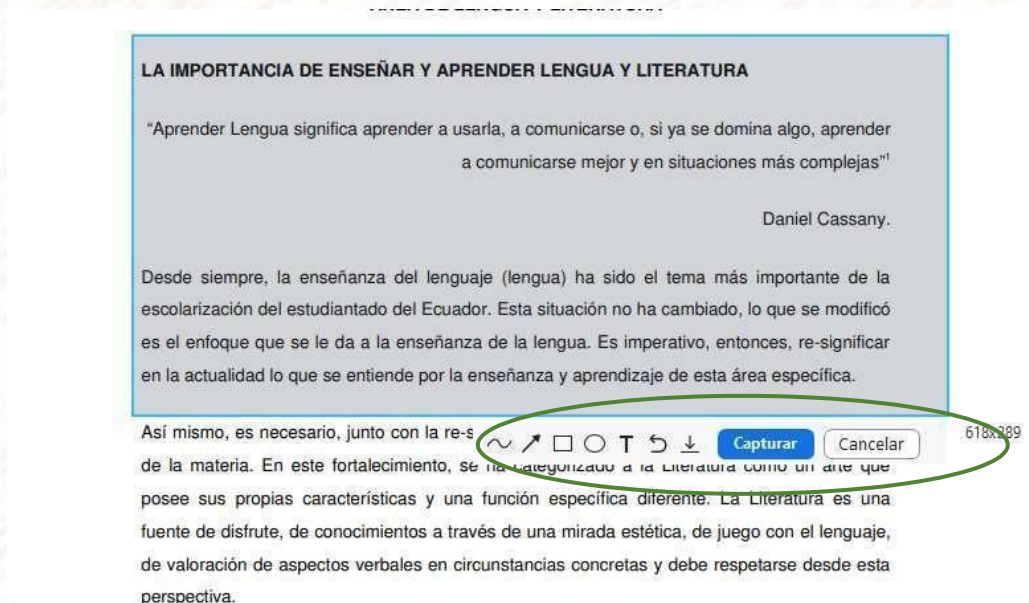 LA IMPORTANCIA DE ENSEÑAR Y APRENDER LENGUA Y LITERATURA
“Aprender Lengua significa aprender a usarla, a comunicarse o, si ya se domina algo, aprender
a comunicarse mejor y en situaciones más complejas”¹
Daniel Cassany.
Desde siempre, la enseñanza del lenguaje (lengua) ha sido el tema más importante de la
escolarización del estudiantado del Ecuador. Esta situación no ha cambiado, lo que se modificó
es el enfoque que se le da a la enseñanza de la lengua. Es imperativo, entonces, re-significar
en la actualidad lo que se entiende por la enseñanza y aprendizaje de esta área específica.
Así mismo, es necesario, junto con la re-s
T Capturar Cancelar 618x289
de la materia. En este fortalecimiento, se ha categorizado a la Literatura como un arte que
posee sus propias características y una función específica diferente. La Literatura es una
fuente de disfrute, de conocimientos a través de una mirada estética, de juego con el lenguaje,
de valoración de aspectos verbales en circunstancias concretas y debe respetarse desde esta
perspectiva.